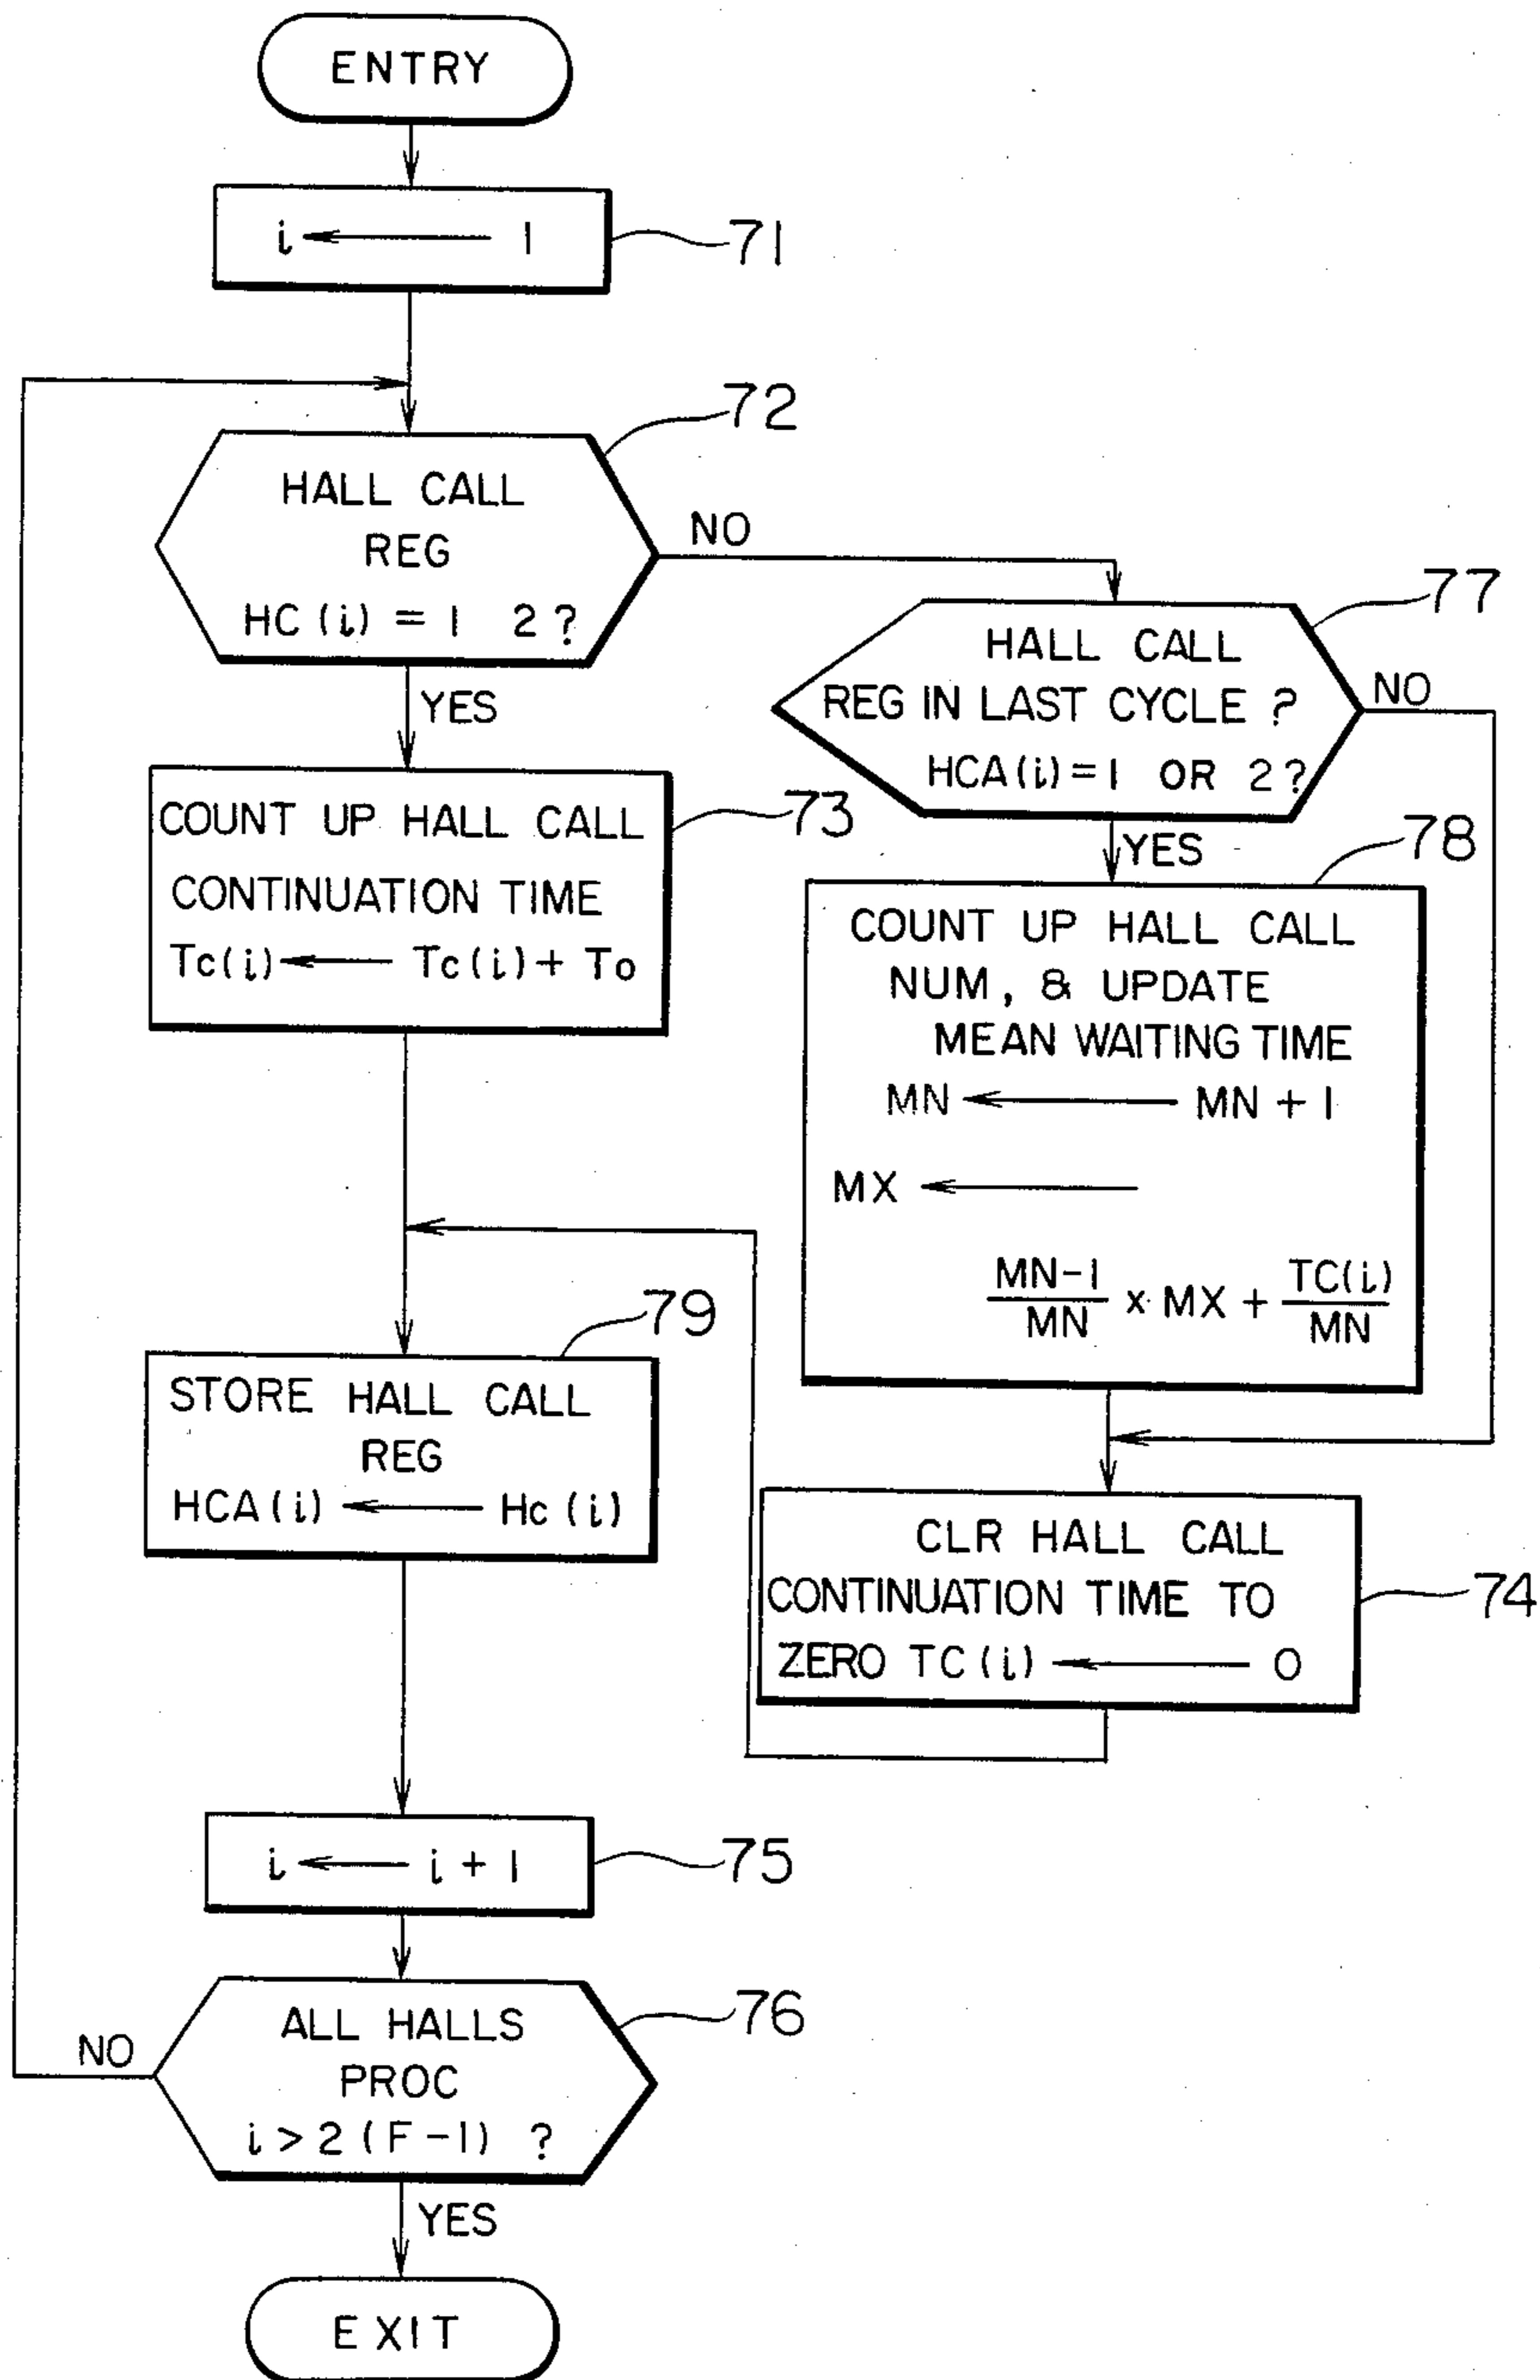 ENTRY
i ← 1
71
72
HALL CALL
REG
HC (i) = 1 2 ?
NO
YES
77
HALL CALL
REG IN LAST CYCLE ?
HCA (i) = 1 OR 2 ?
NO
YES
73
COUNT UP HALL CALL
CONTINUATION TIME
Tc(i) ← Tc(i) + To
78
COUNT UP HALL CALL
NUM, & UPDATE
MEAN WAITING TIME
MN ← MN + 1
MX ←
MN-1/MN × MX + TC(i)/MN
79
STORE HALL CALL
REG
HCA (i) ← Hc (i)
CLR HALL CALL
CONTINUATION TIME TO
ZERO TC (i) ← 0
74
i ← i + 1
75
76
ALL HALLS
PROC
i > 2 (F-1) ?
NO
YES
EXIT